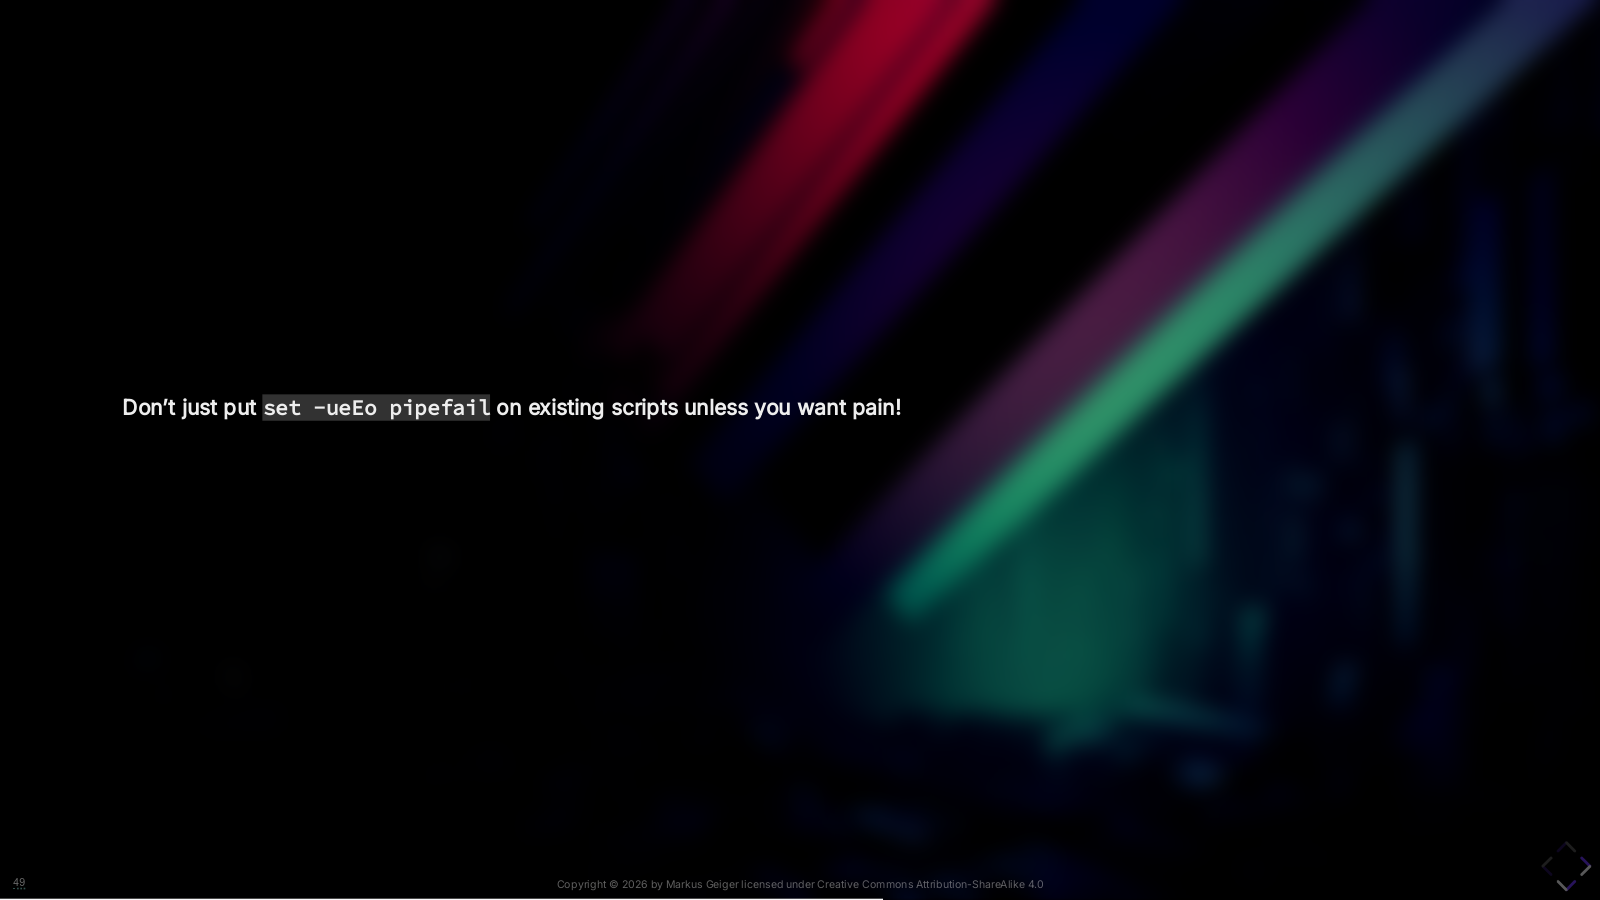 Don’t just put set -ueEo pipefail on existing scripts unless you want pain!
49
Copyright © 2026 by Markus Geiger licensed under Creative Commons Attribution-ShareAlike 4.0